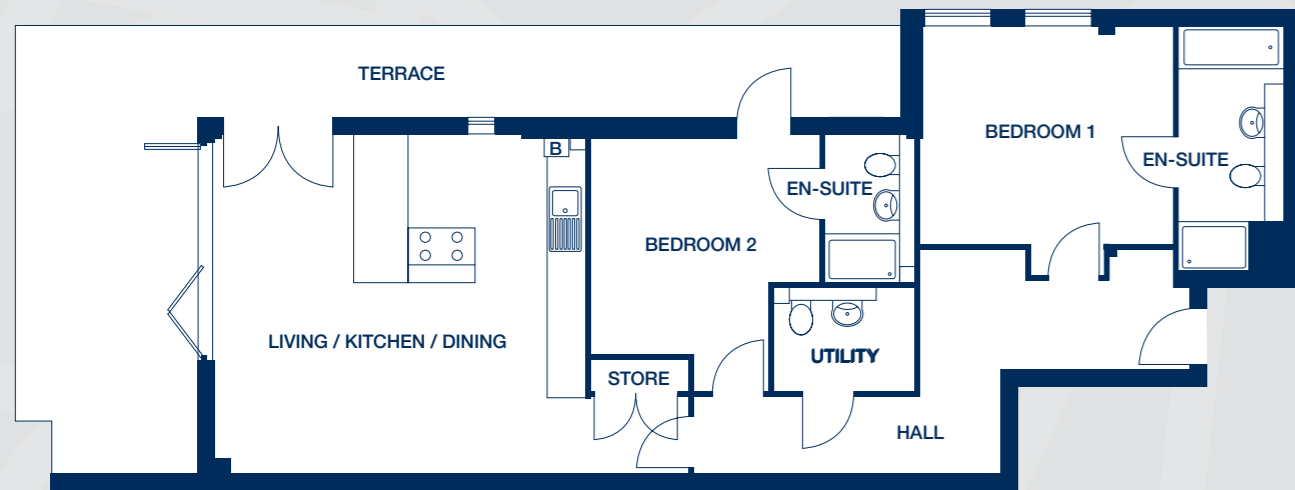 TERRACE
BEDROOM 1
B
EN-SUITE
EN-SUITE
BEDROOM 2
LIVING / KITCHEN / DINING
UTILITY
STORE
HALL